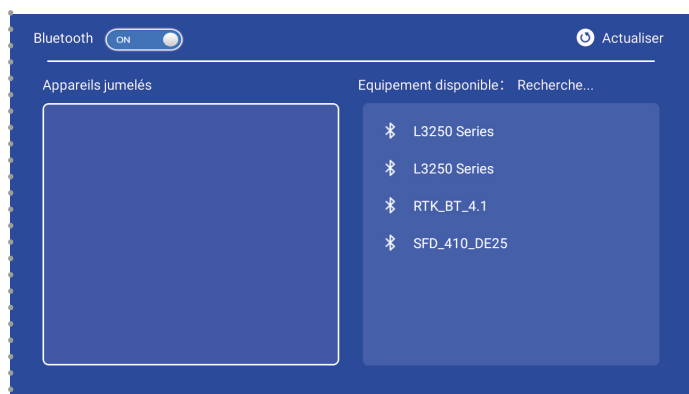 Bluetooth ON Actualiser
Appareils jumelés
Equipement disponible: Recherche...
L3250 Series
L3250 Series
RTK_BT_4.1
SFD_410_DE25